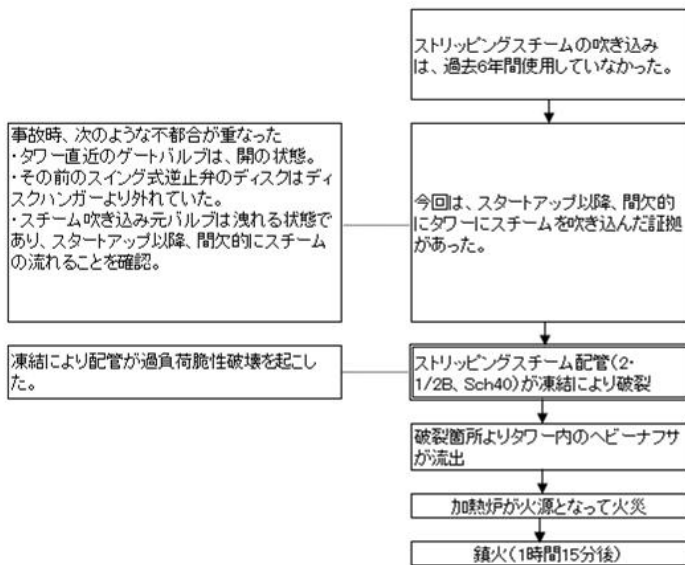 ストリッピングスチームの吹き込み
は、過去6年間使用していなかった。
事故時、次のような不都合が重なった
・タワー直近のゲートバルブは、開の状態。
・その前のスイング式逆止弁のディスクはディ
スクハンガーより外れていた。
・スチーム吹き込み元バルブは洩れる状態で
あり、スタートアップ以降、間欠的にスチーム
の流れることを確認。
今回は、スタートアップ以降、間欠的
にタワーにスチームを吹き込んだ証拠
があった。
凍結により配管が過負荷脆性破壊を起こし
た。
ストリッピングスチーム配管(2・
1/2B、Sch40)が凍結により破裂
破裂箇所よりタワー内のヘビーナフサ
が流出
加熱炉が火源となって火災
鎮火(1時間15分後)